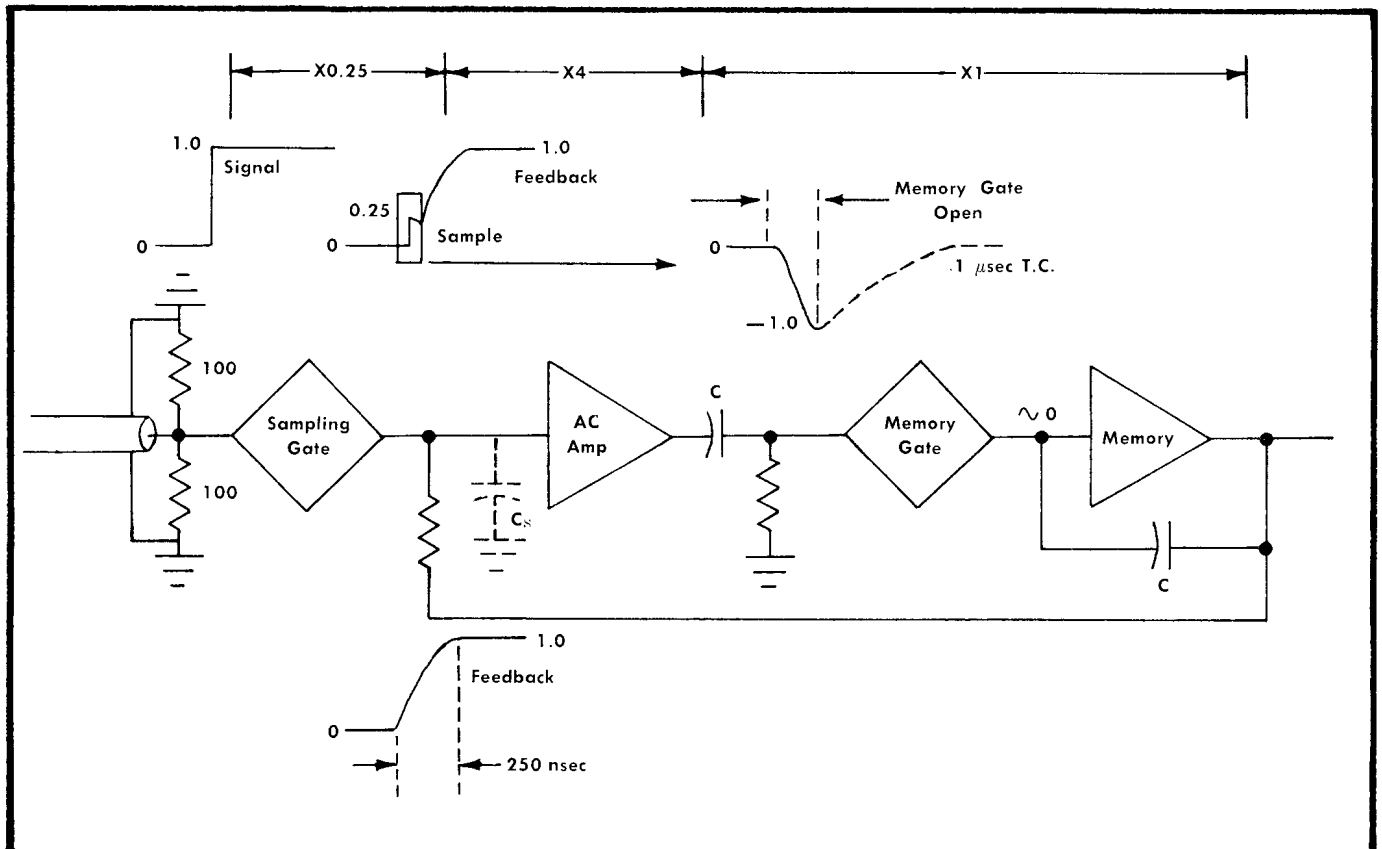 X0.25
X4
X1
1.0
Signal
0
1.0
Feedback
0.25
Sample
0
Memory Gate
Open
0
.1 μsec T.C.
—1.0
100
100
Sampling
Gate
Cs
AC
Amp
C
Memory
Gate
∿ 0
Memory
C
1.0
Feedback
0
250 nsec